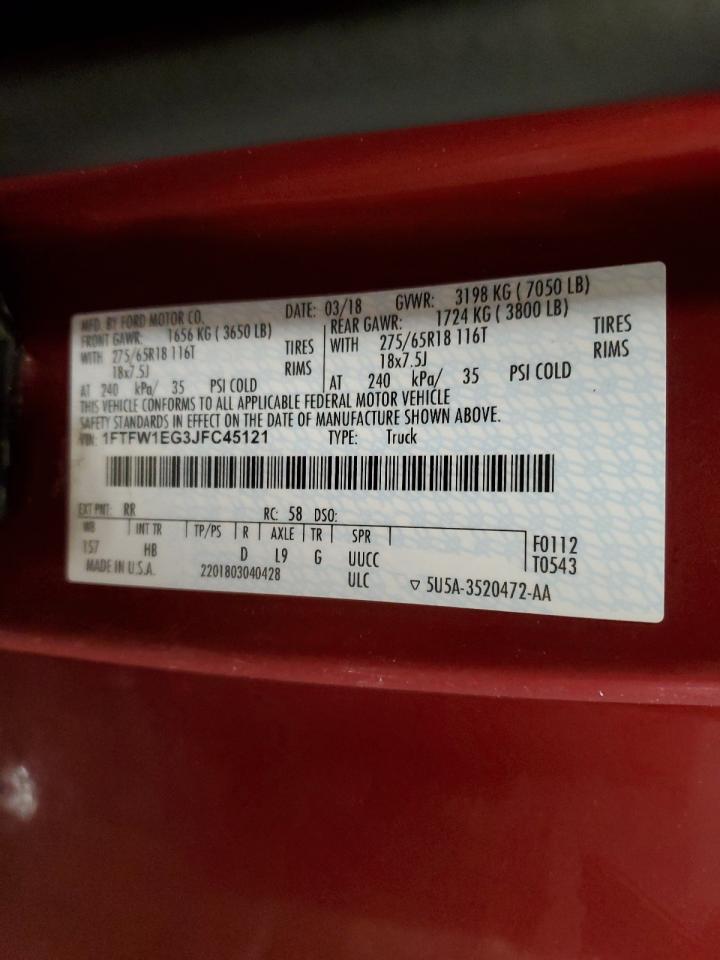 MFD. BY FORD MOTOR CO. DATE: 03/18 GVWR: 3198 KG ( 7050 LB)
FRONT GAWR: 1656 KG ( 3650 LB) REAR GAWR: 1724 KG ( 3800 LB)
WITH 275/65R18 116T TIRES WITH 275/65R18 116T TIRES
18x7.5J RIMS 18x7.5J RIMS
AT 240 kPa/ 35 PSI COLD AT 240 kPa/ 35 PSI COLD
THIS VEHICLE CONFORMS TO ALL APPLICABLE FEDERAL MOTOR VEHICLE
SAFETY STANDARDS IN EFFECT ON THE DATE OF MANUFACTURE SHOWN ABOVE.
VIN: 1FTFW1EG3JFC45121 TYPE: Truck
EXT PNT: RR RC: 58 DSO:
WB INT TR TP/PS R AXLE TR SPR F0112
157 HB D L9 G UUCC T0543
MADE IN U.S.A. 2201803040428 ULC ▽ 5U5A-3520472-AA